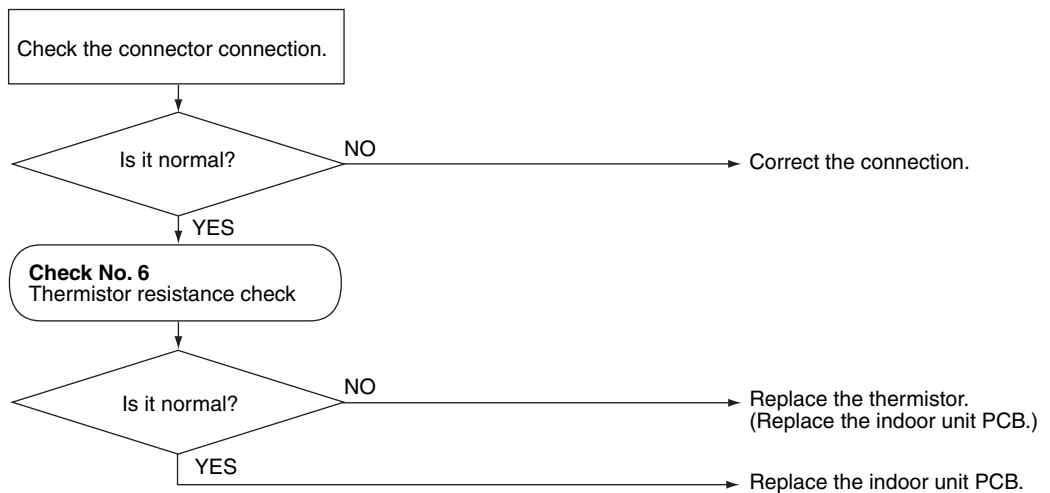 Check the connector connection.
Is it normal?
NO
Correct the connection.
YES
Check No. 6
Thermistor resistance check
Is it normal?
NO
Replace the thermistor.
(Replace the indoor unit PCB.)
YES
Replace the indoor unit PCB.